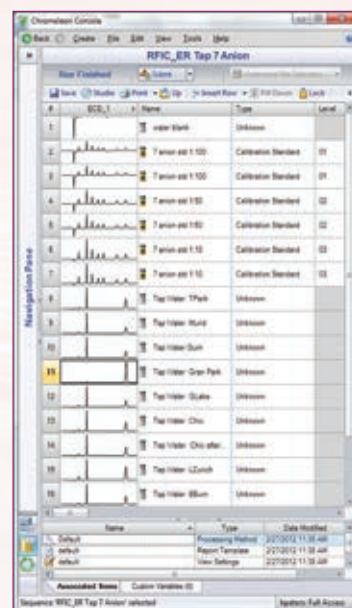 Chromeleon Console
Back Create File Edit View Tools Help
RFIC_ER Tap 7 Anion
Run Finished Submit
Save Studio Print Up Insert Row Fill Down Lock
# ECD_1 Name Type Level
1 water blank Unknown
2 7 anion std 1:100 Calibration Standard 01
3 7 anion std 1:100 Calibration Standard 01
4 7 anion std 1:50 Calibration Standard 02
5 7 anion std 1:50 Calibration Standard 02
6 7 anion std 1:10 Calibration Standard 03
7 7 anion std 1:10 Calibration Standard 03
8 Tap Water TPark Unknown
9 Tap Water Unknown
10 Tap Water Unknown
11 Tap Water Gran Park Unknown
12 Tap Water Unknown
13 Tap Water Chic Unknown
14 Tap Water Chic after... Unknown
15 Tap Water LZurich Unknown
16 Tap Water Unknown
Navigation Pane
Name Type Date Modified
Default Processing Method 2/27/2012 11:38 AM
default Report Template 2/27/2012 11:38 AM
default View Settings 2/27/2012 11:38 AM
Associated Items Custom Variables (0)
Sequence 'RFIC_ER Tap 7 Anion' selected Full Access